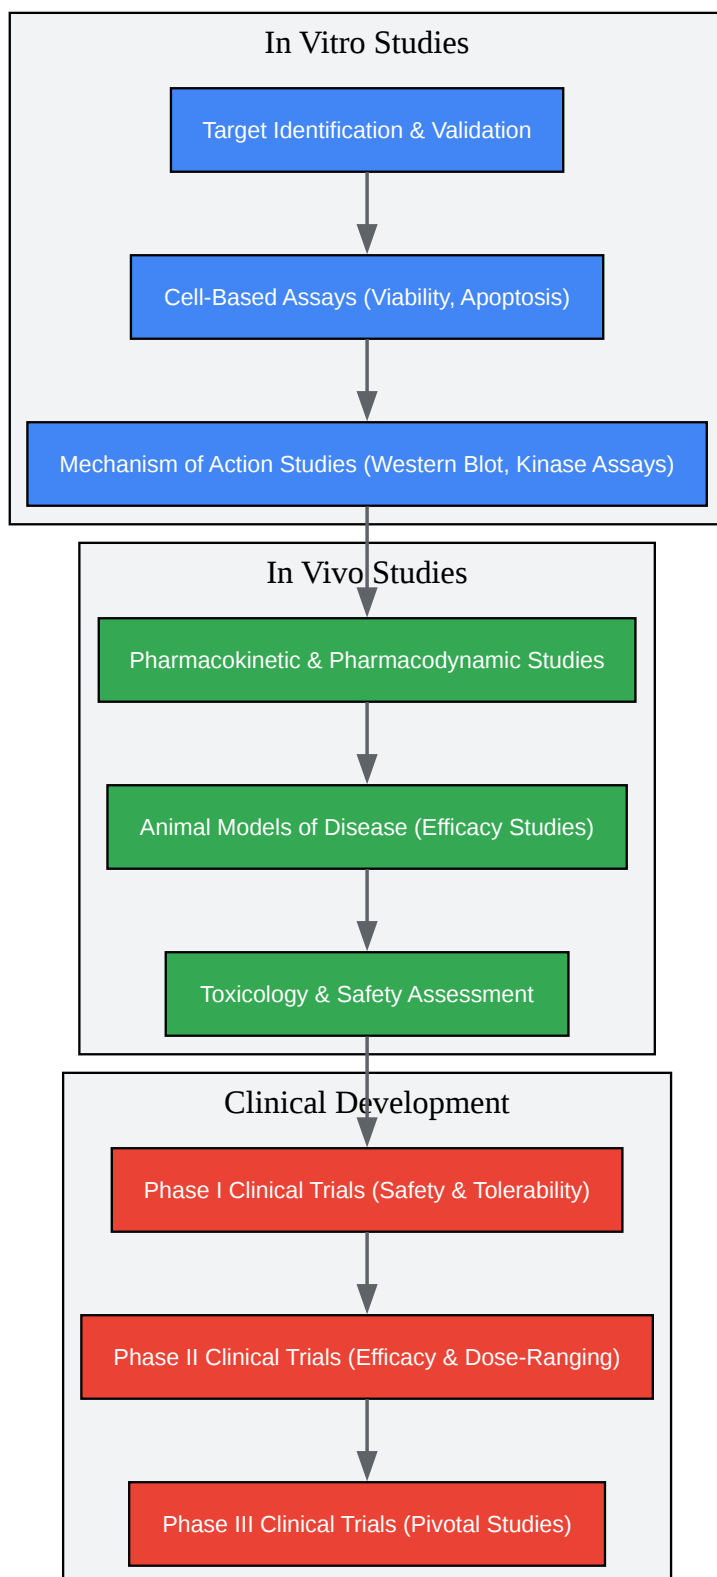 In Vitro Studies
Target Identification & Validation
Cell-Based Assays (Viability, Apoptosis)
Mechanism of Action Studies (Western Blot, Kinase Assays)
In Vivo Studies
Pharmacokinetic & Pharmacodynamic Studies
Animal Models of Disease (Efficacy Studies)
Toxicology & Safety Assessment
Clinical Development
Phase I Clinical Trials (Safety & Tolerability)
Phase II Clinical Trials (Efficacy & Dose-Ranging)
Phase III Clinical Trials (Pivotal Studies)